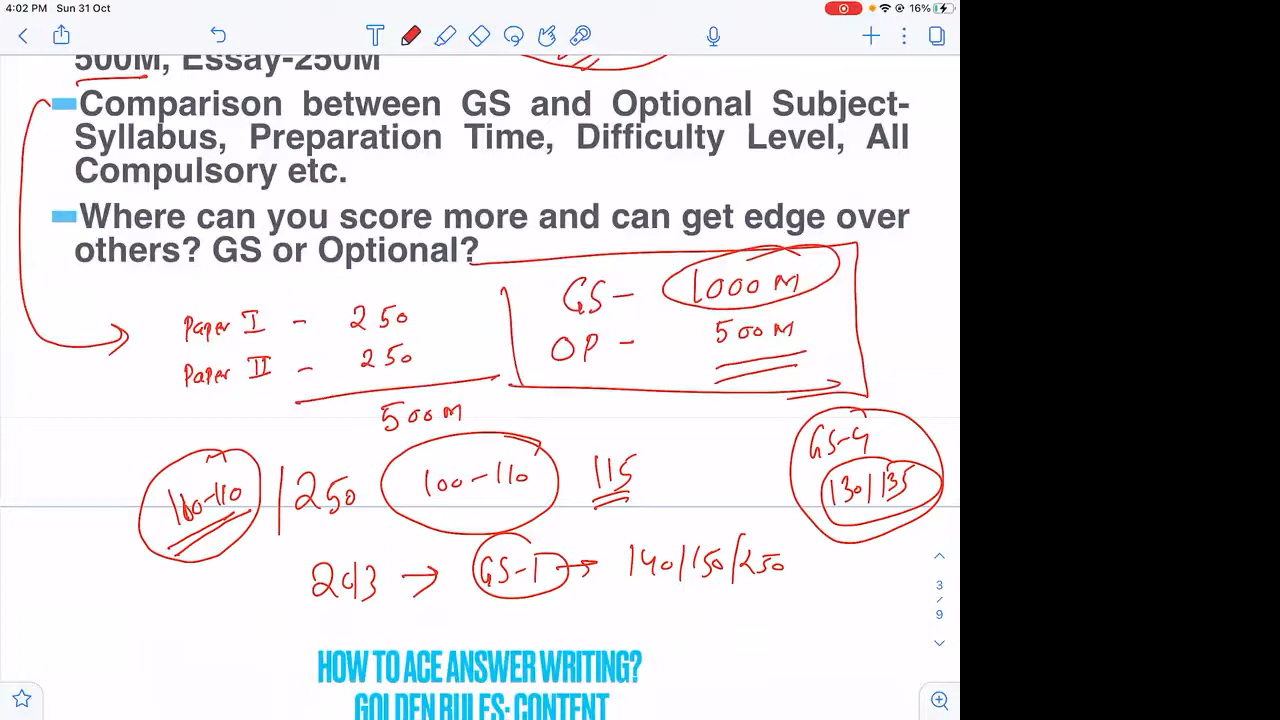 4:02 PM Sun 31 Oct
16%
500M, Essay-250M
Comparison between GS and Optional Subject-
Syllabus, Preparation Time, Difficulty Level, All
Compulsory etc.
Where can you score more and can get edge over
others? GS or Optional?
GS - 1000 M
OP - 500 M
Paper I - 250
Paper II - 250
500 M
100-110 /250 100-110 115
GS-4
130/135
2013 → GS-I → 140/150/250
3
/
9
HOW TO ACE ANSWER WRITING?
GOLDEN RULES: CONTENT